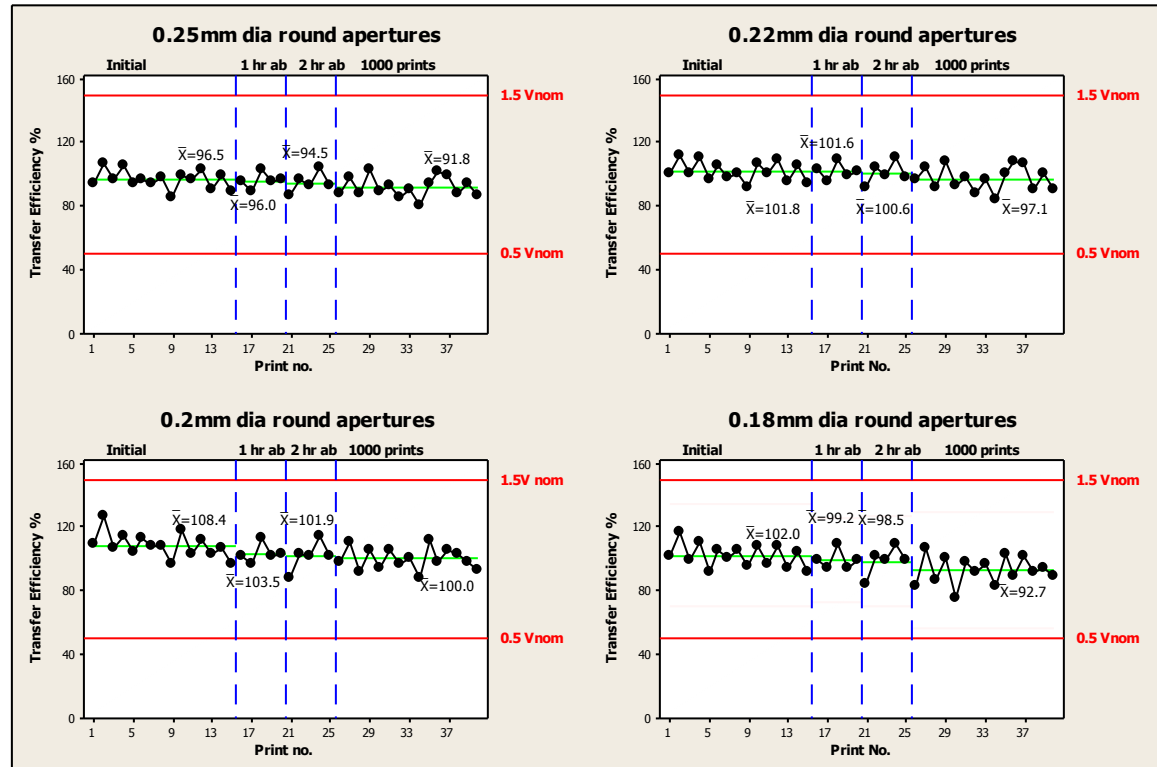 0.25mm dia round apertures
Initial 1 hr ab 2 hr ab 1000 prints
160
120
80
40
0
Transfer Efficiency %
1.5 Vnom
0.5 Vnom
X̅=96.5
X̅=96.0
X̅=94.5
X̅=91.8
1 5 9 13 17 21 25 29 33 37
Print no.
0.22mm dia round apertures
Initial 1 hr ab 2 hr ab 1000 prints
160
120
80
40
0
Transfer Efficiency %
1.5 Vnom
0.5 Vnom
X̅=101.8
X̅=101.6
X̅=100.6
X̅=97.1
1 5 9 13 17 21 25 29 33 37
Print No.
0.2mm dia round apertures
Initial 1 hr ab 2 hr ab 1000 prints
160
120
80
40
0
Transfer Efficiency %
1.5V nom
0.5 Vnom
X̅=108.4
X̅=103.5
X̅=101.9
X̅=100.0
1 5 9 13 17 21 25 29 33 37
Print no.
0.18mm dia round apertures
Initial 1 hr ab 2 hr ab 1000 prints
160
120
80
40
0
Transfer Efficiency %
1.5 Vnom
0.5 Vnom
X̅=102.0
X̅=99.2
X̅=98.5
X̅=92.7
1 5 9 13 17 21 25 29 33 37
Print no.